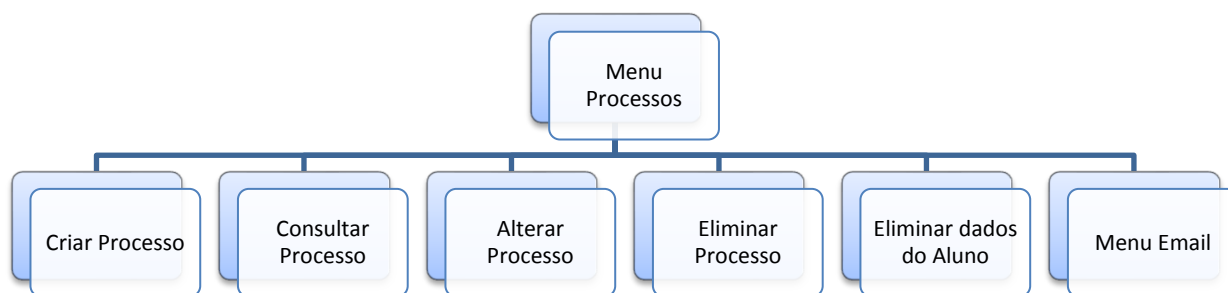 Menu
Processos
Criar Processo
Consultar
Processo
Alterar
Processo
Eliminar
Processo
Eliminar dados
do Aluno
Menu Email